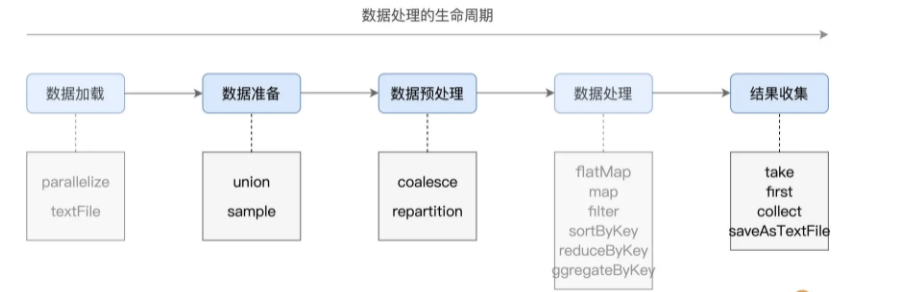 数据处理的生命周期
数据加载
数据准备
数据预处理
数据处理
结果收集
parallelize
textFile
union
sample
coalesce
repartition
flatMap
map
filter
sortByKey
reduceByKey
ggregateByKey
take
first
collect
saveAsTextFile